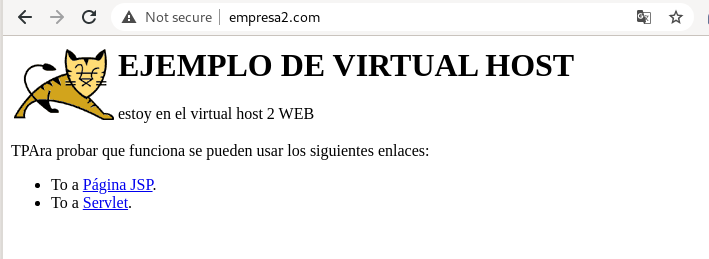 Not secure | empresa2.com
EJEMPLO DE VIRTUAL HOST
estoy en el virtual host 2 WEB
TPAra probar que funciona se pueden usar los siguientes enlaces:
To a Página JSP.
To a Servlet.